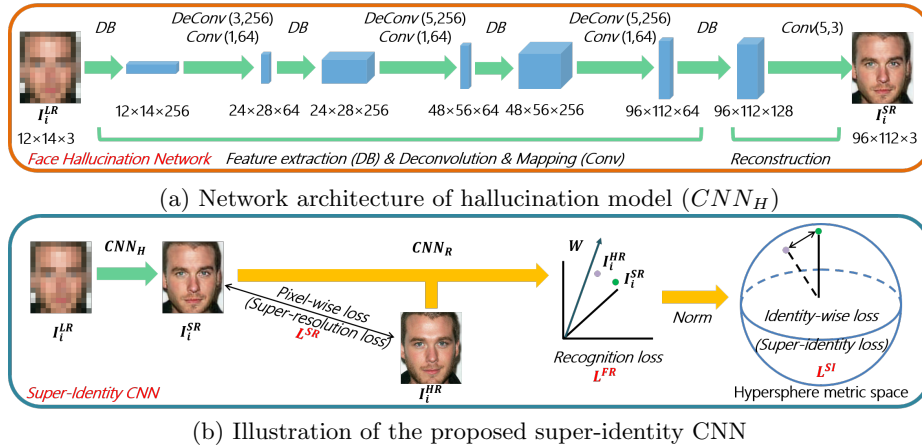 DB DeConv (3,256) DB DeConv (5,256) DB DeConv (5,256) DB Conv(5,3)
Conv (1,64) Conv (1,64) Conv (1,64)
I_i^{LR} 12×14×256 24×28×64 24×28×256 48×56×64 48×56×256 96×112×64 96×112×128 I_i^{SR}
12×14×3 96×112×3
Face Hallucination Network Feature extraction (DB) & Deconvolution & Mapping (Conv) Reconstruction
(a) Network architecture of hallucination model (CNN_H)
CNN_H CNN_R W I_i^{HR}
I_i^{SR}
Pixel-wise loss
(Super-resolution loss)
L^{SR}
I_i^{LR} I_i^{SR} Norm Identity-wise loss
(Super-identity loss)
Recognition loss
L^{FR} L^{SI}
Super-Identity CNN I_i^{HR} Hypersphere metric space
(b) Illustration of the proposed super-identity CNN